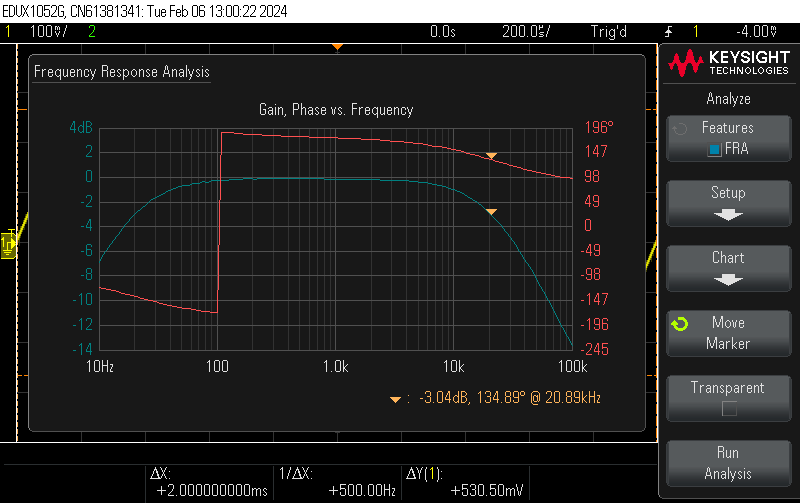 EDUX1052G, CN61381341: Tue Feb 06 13:00:22 2024
1 100V/ 2 0.0s 200.0s/ Trig'd 1 -4.00V
KEYSIGHT
TECHNOLOGIES
Frequency Response Analysis
Analyze
Gain, Phase vs. Frequency
Features
FRA
4dB 196°
2 147
0 98
-2 49
-4 0
-6 -49
-8 -98
-10 -147
-12 -196
-14 -245
10Hz 100 1.0k 10k 100k
: -3.04dB, 134.89° @ 20.89kHz
Setup
Chart
Move
Marker
Transparent
Run
Analysis
ΔX: 1/ΔX: ΔY(1):
+2.000000000ms +500.00Hz +530.50mV